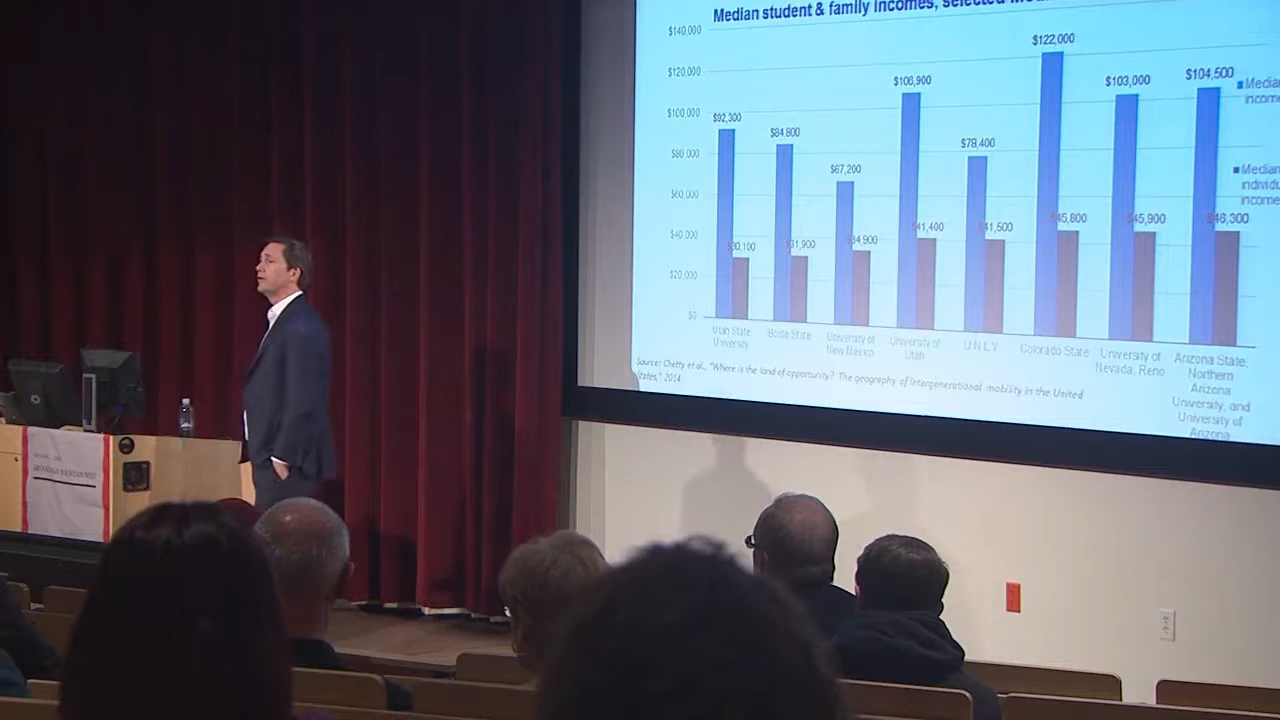 Median student & family incomes, selected
$140,000
$120,000
$100,000
$80,000
$60,000
$40,000
$20,000
$0
$92,300
$84,800
$67,200
$106,900
$78,400
$122,000
$103,000
$104,500
$30,100
$31,900
$34,900
$41,400
$41,500
$45,800
$45,900
$46,300
Utah State
University
Boise State
University of
New Mexico
University of
Utah
U.N.L.V
Colorado State
University of
Nevada, Reno
Arizona State,
Northern
Arizona
University, and
University of
Arizona
Median
individu
income
Source: Chetty et al., "Where is the land of opportunity? The geography of intergenerational mobility in the United
States," 2014
BROOKINGS MOUNTAIN WEST